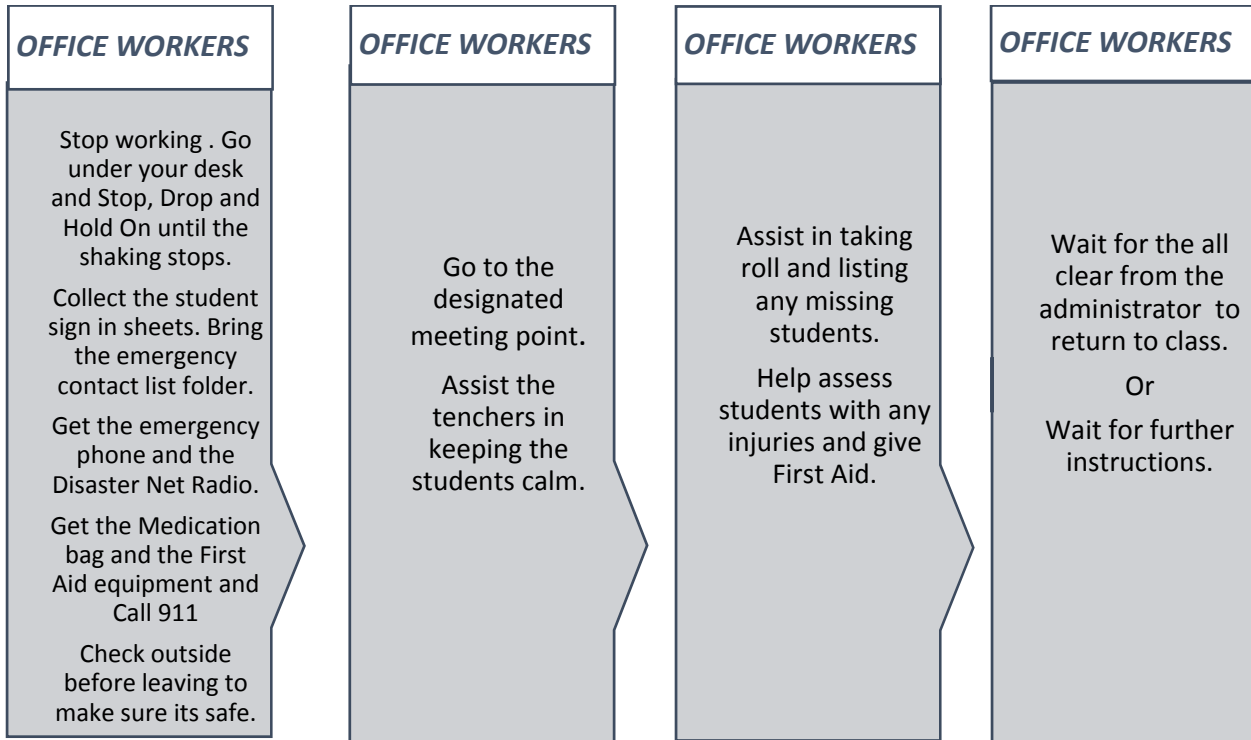 OFFICE WORKERS
Stop working . Go
under your desk
and Stop, Drop and
Hold On until the
shaking stops.
Collect the student
sign in sheets. Bring
the emergency
contact list folder.
Get the emergency
phone and the
Disaster Net Radio.
Get the Medication
bag and the First
Aid equipment and
Call 911
Check outside
before leaving to
make sure its safe.
OFFICE WORKERS
Go to the
designated
meeting point.
Assist the
tenchers in
keeping the
students calm.
OFFICE WORKERS
Assist in taking
roll and listing
any missing
students.
Help assess
students with any
injuries and give
First Aid.
OFFICE WORKERS
Wait for the all
clear from the
administrator to
return to class.
Or
Wait for further
instructions.